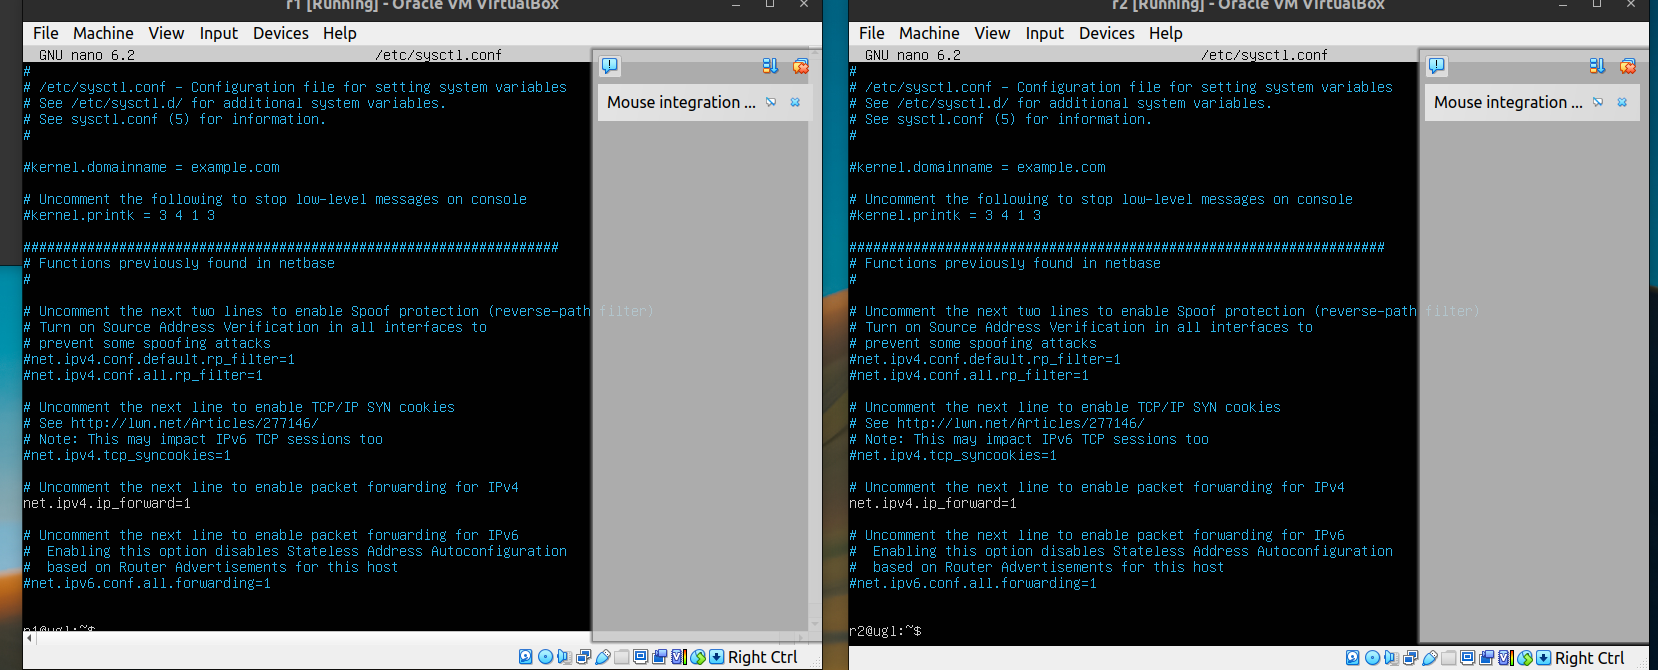 r1 [Running] - Oracle VM VirtualBox
File Machine View Input Devices Help
GNU nano 6.2 /etc/sysctl.conf
#
# /etc/sysctl.conf - Configuration file for setting system variables
# See /etc/sysctl.d/ for additional system variables.
# See sysctl.conf (5) for information.
#
Mouse integration ...
#kernel.domainname = example.com
# Uncomment the following to stop low-level messages on console
#kernel.printk = 3 4 1 3
###################################################################
# Functions previously found in netbase
#
# Uncomment the next two lines to enable Spoof protection (reverse-path filter)
# Turn on Source Address Verification in all interfaces to
# prevent some spoofing attacks
#net.ipv4.conf.default.rp_filter=1
#net.ipv4.conf.all.rp_filter=1
# Uncomment the next line to enable TCP/IP SYN cookies
# See http://lwn.net/Articles/277146/
# Note: This may impact IPv6 TCP sessions too
#net.ipv4.tcp_syncookies=1
# Uncomment the next line to enable packet forwarding for IPv4
net.ipv4.ip_forward=1
# Uncomment the next line to enable packet forwarding for IPv6
#  Enabling this option disables Stateless Address Autoconfiguration
#  based on Router Advertisements for this host
#net.ipv6.conf.all.forwarding=1
r1@ugl:~$
Right Ctrl
r2 [Running] - Oracle VM VirtualBox
File Machine View Input Devices Help
GNU nano 6.2 /etc/sysctl.conf
#
# /etc/sysctl.conf - Configuration file for setting system variables
# See /etc/sysctl.d/ for additional system variables.
# See sysctl.conf (5) for information.
#
Mouse integration ...
#kernel.domainname = example.com
# Uncomment the following to stop low-level messages on console
#kernel.printk = 3 4 1 3
###################################################################
# Functions previously found in netbase
#
# Uncomment the next two lines to enable Spoof protection (reverse-path filter)
# Turn on Source Address Verification in all interfaces to
# prevent some spoofing attacks
#net.ipv4.conf.default.rp_filter=1
#net.ipv4.conf.all.rp_filter=1
# Uncomment the next line to enable TCP/IP SYN cookies
# See http://lwn.net/Articles/277146/
# Note: This may impact IPv6 TCP sessions too
#net.ipv4.tcp_syncookies=1
# Uncomment the next line to enable packet forwarding for IPv4
net.ipv4.ip_forward=1
# Uncomment the next line to enable packet forwarding for IPv6
#  Enabling this option disables Stateless Address Autoconfiguration
#  based on Router Advertisements for this host
#net.ipv6.conf.all.forwarding=1
r2@ugl:~$
Right Ctrl